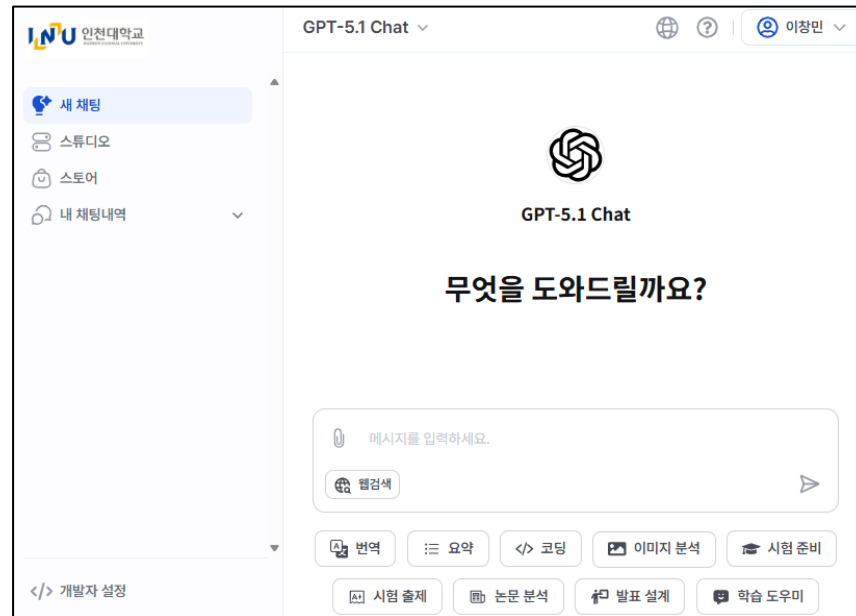 INU 인천대학교
INCHEON NATIONAL UNIVERSITY
GPT-5.1 Chat
이창민
새 채팅
스튜디오
스토어
내 채팅내역
GPT-5.1 Chat
무엇을 도와드릴까요?
메시지를 입력하세요.
웹검색
번역
요약
</> 코딩
이미지 분석
시험 준비
시험 출제
논문 분석
발표 설계
학습 도우미
</> 개발자 설정